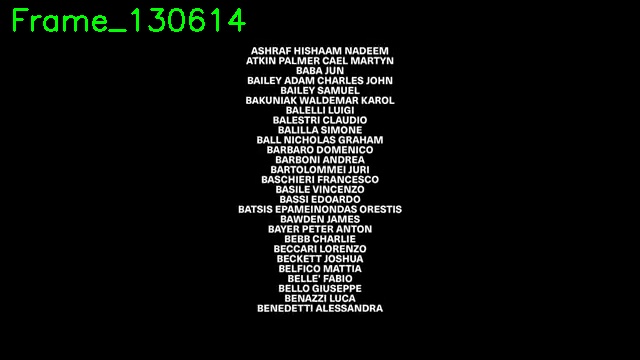 Frame_130614
ASHRAF HISHAAM NADEEM
ATKIN PALMER CAEL MARTYN
BABA JUN
BAILEY ADAM CHARLES JOHN
BAILEY SAMUEL
BAKUNIAK WALDEMAR KAROL
BALELLI LUIGI
BALESTRI CLAUDIO
BALILLA SIMONE
BALL NICHOLAS GRAHAM
BARBARO DOMENICO
BARBONI ANDREA
BARTOLOMMEI JURI
BASCHIERI FRANCESCO
BASILE VINCENZO
BASSI EDOARDO
BATSIS EPAMEINONDAS ORESTIS
BAWDEN JAMES
BAYER PETER ANTON
BEBB CHARLIE
BECCARI LORENZO
BECKETT JOSHUA
BELFICO MATTIA
BELLE' FABIO
BELLO GIUSEPPE
BENAZZI LUCA
BENEDETTI ALESSANDRA